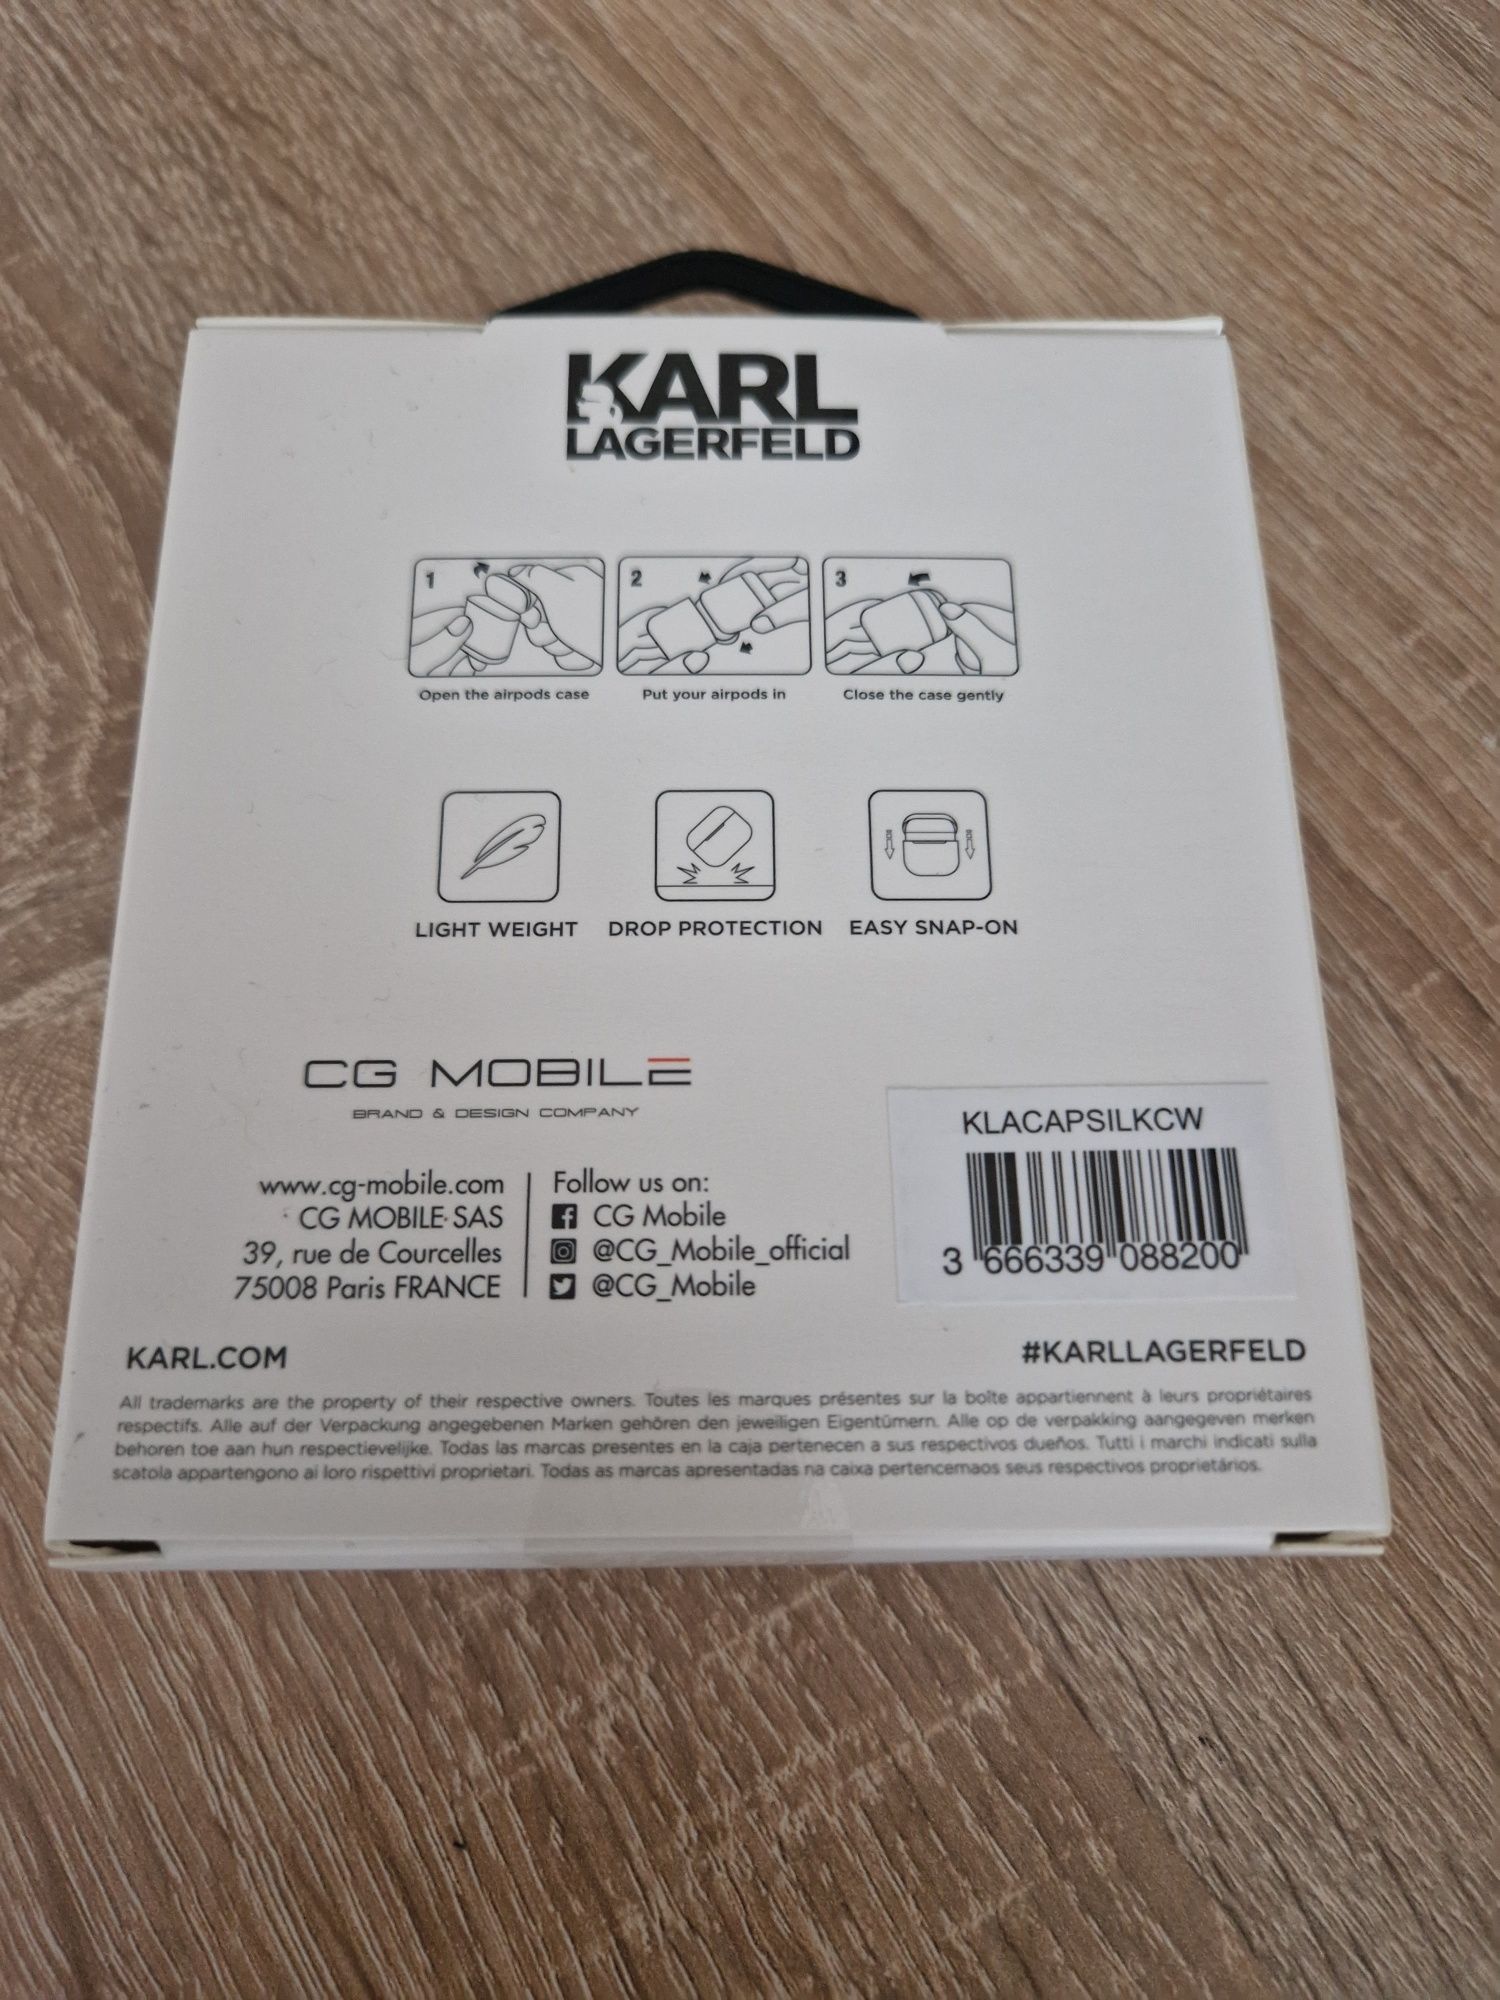 KARL
LAGERFELD
1
2
3
Open the airpods case
Put your airpods in
Close the case gently
LIGHT WEIGHT
DROP PROTECTION
EASY SNAP-ON
CG MOBILE
BRAND & DESIGN COMPANY
www.cg-mobile.com
CG MOBILE SAS
39, rue de Courcelles
75008 Paris FRANCE
Follow us on:
CG Mobile
@CG_Mobile_official
@CG_Mobile
KLACAPSILKCW
3 666339 088200
KARL.COM
#KARLLAGERFELD
All trademarks are the property of their respective owners. Toutes les marques présentes sur la boîte appartiennent à leurs propriétaires
respectifs. Alle auf der Verpackung angegebenen Marken gehören den jeweiligen Eigentümern. Alle op de verpakking aangegeven merken
behoren toe aan hun respectievelijke. Todas las marcas presentes en la caja pertenecen a sus respectivos dueños. Tutti i marchi indicati sulla
scatola appartengono ai loro rispettivi proprietari. Todas as marcas apresentadas na caixa pertencemaos seus respectivos proprietários.